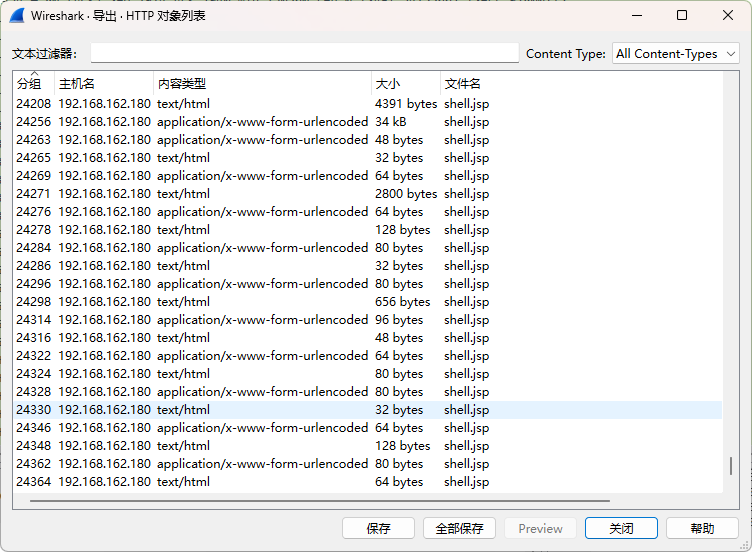 Wireshark · 导出 · HTTP 对象列表
文本过滤器： Content Type: All Content-Types
分组 主机名 内容类型 大小 文件名
24208 192.168.162.180 text/html 4391 bytes shell.jsp
24256 192.168.162.180 application/x-www-form-urlencoded 34 kB shell.jsp
24263 192.168.162.180 application/x-www-form-urlencoded 48 bytes shell.jsp
24265 192.168.162.180 text/html 32 bytes shell.jsp
24269 192.168.162.180 application/x-www-form-urlencoded 64 bytes shell.jsp
24271 192.168.162.180 text/html 2800 bytes shell.jsp
24276 192.168.162.180 application/x-www-form-urlencoded 64 bytes shell.jsp
24278 192.168.162.180 text/html 128 bytes shell.jsp
24284 192.168.162.180 application/x-www-form-urlencoded 80 bytes shell.jsp
24286 192.168.162.180 text/html 32 bytes shell.jsp
24296 192.168.162.180 application/x-www-form-urlencoded 80 bytes shell.jsp
24298 192.168.162.180 text/html 656 bytes shell.jsp
24314 192.168.162.180 application/x-www-form-urlencoded 96 bytes shell.jsp
24316 192.168.162.180 text/html 48 bytes shell.jsp
24322 192.168.162.180 application/x-www-form-urlencoded 64 bytes shell.jsp
24324 192.168.162.180 text/html 80 bytes shell.jsp
24328 192.168.162.180 application/x-www-form-urlencoded 80 bytes shell.jsp
24330 192.168.162.180 text/html 32 bytes shell.jsp
24346 192.168.162.180 application/x-www-form-urlencoded 64 bytes shell.jsp
24348 192.168.162.180 text/html 128 bytes shell.jsp
24362 192.168.162.180 application/x-www-form-urlencoded 80 bytes shell.jsp
24364 192.168.162.180 text/html 64 bytes shell.jsp
保存 全部保存 Preview 关闭 帮助